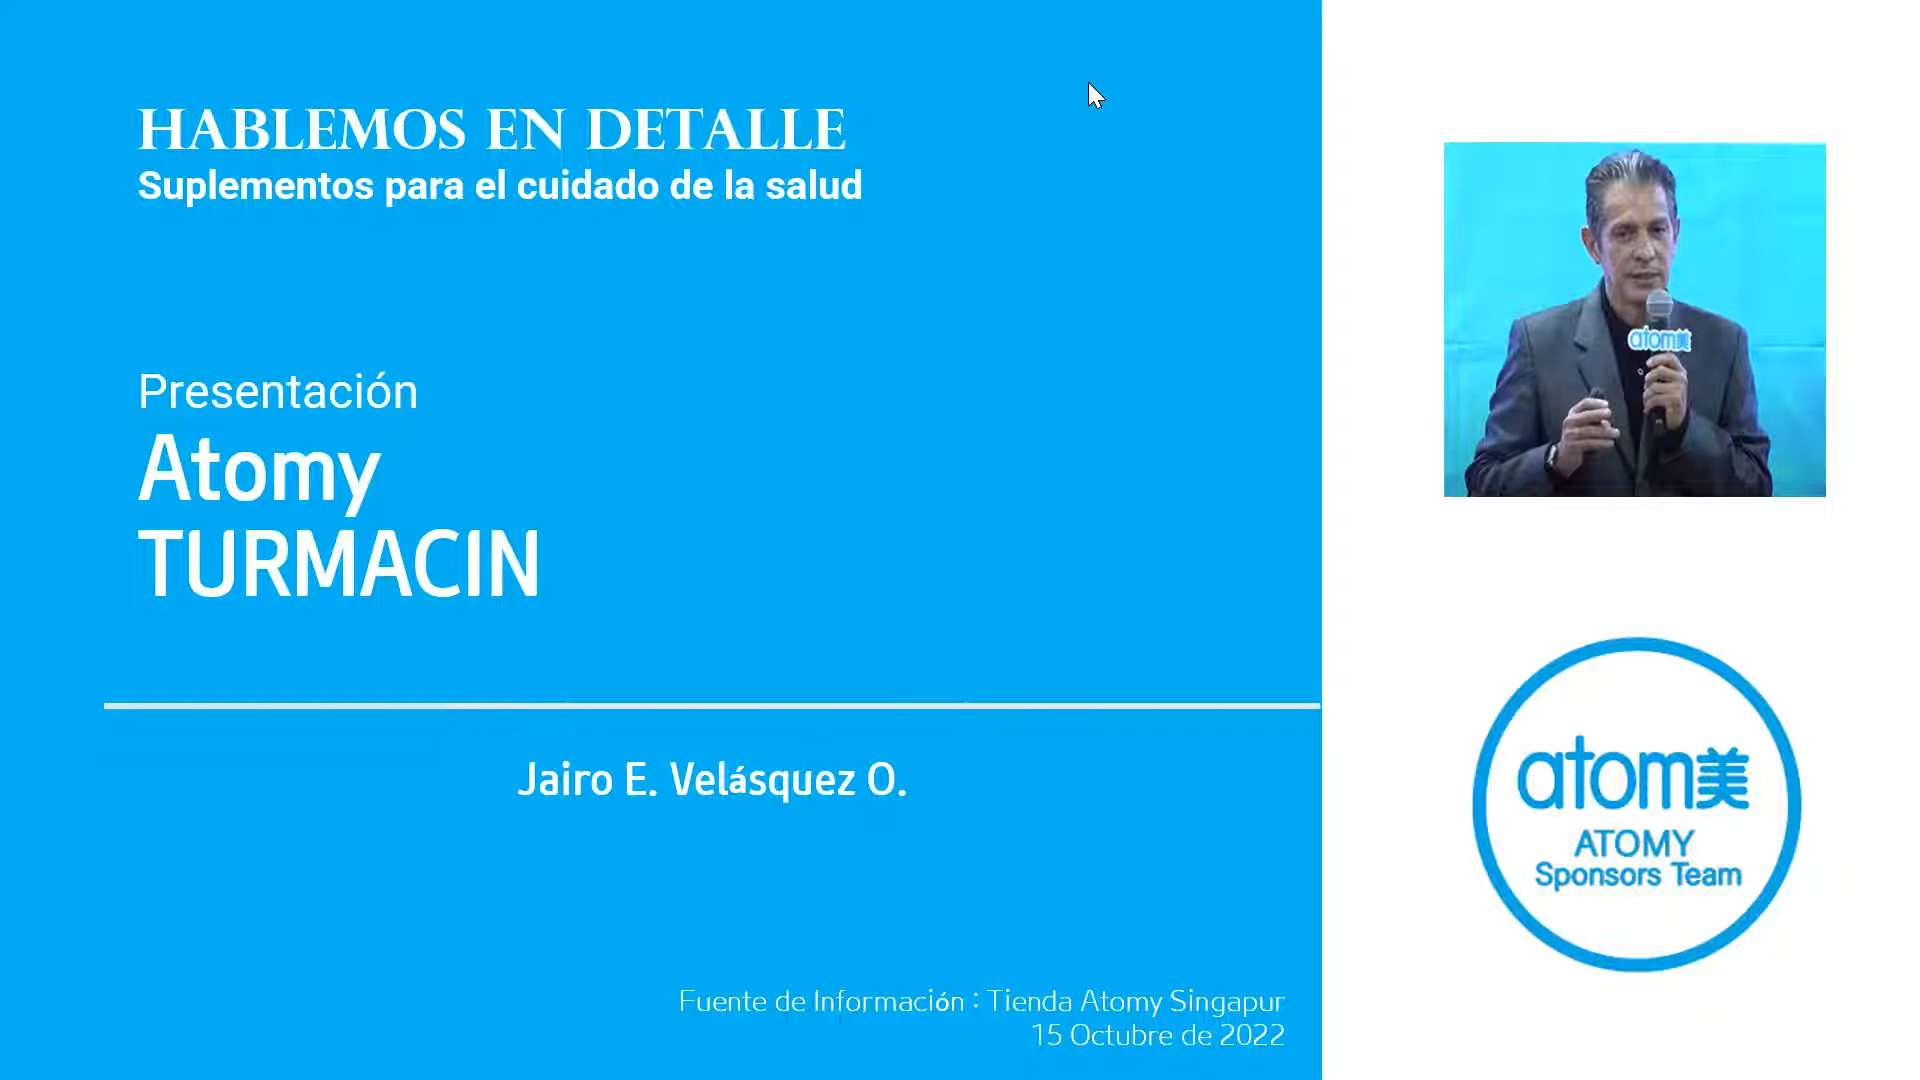 HABLEMOS EN DETALLE
Suplementos para el cuidado de la salud
Presentación
Atomy
TURMACIN
Jairo E. Velásquez O.
Fuente de Información : Tienda Atomy Singapur
15 Octubre de 2022
atom美
atom美
ATOMY
Sponsors Team